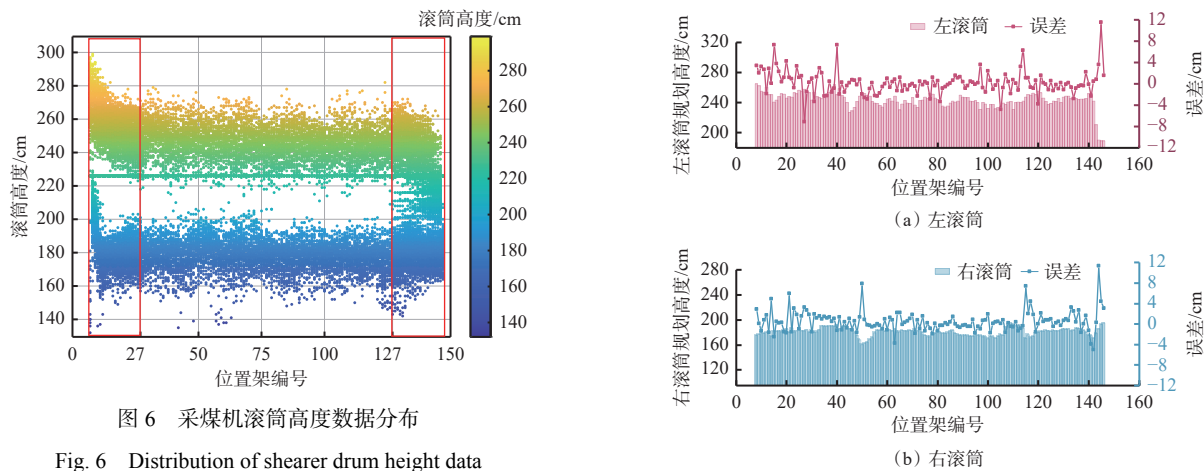 滚筒高度/cm
300
280
260
240
220
200
180
160
140
滚筒高度/cm
0
27
50
75
100
127
150
位置架编号
280
260
240
220
200
180
160
140
图 6 采煤机滚筒高度数据分布
Fig. 6 Distribution of shearer drum height data
左滚筒 误差
左滚筒规划高度/cm
320
280
240
200
180
12
8
4
0
−4
−8
−12
误差/cm
0 20 40 60 80 100 120 140 160
位置架编号
（a）左滚筒
右滚筒 误差
右滚筒规划高度/cm
280
240
200
160
120
100
12
8
4
0
−4
−8
−12
误差/cm
0 20 40 60 80 100 120 140 160
位置架编号
（b）右滚筒